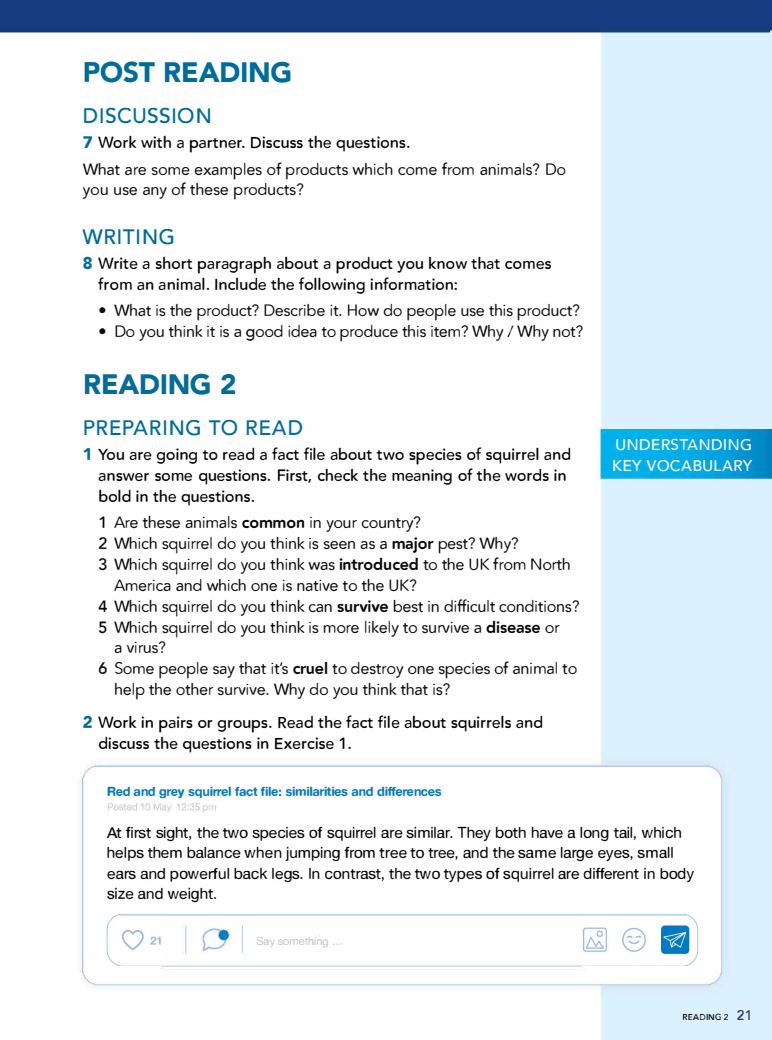 POST READING
DISCUSSION
7 Work with a partner. Discuss the questions.
What are some examples of products which come from animals? Do
you use any of these products?
WRITING
8 Write a short paragraph about a product you know that comes
from an animal. Include the following information:
• What is the product? Describe it. How do people use this product?
• Do you think it is a good idea to produce this item? Why / Why not?
READING 2
PREPARING TO READ
UNDERSTANDING
KEY VOCABULARY
1 You are going to read a fact file about two species of squirrel and
answer some questions. First, check the meaning of the words in
bold in the questions.
1 Are these animals common in your country?
2 Which squirrel do you think is seen as a major pest? Why?
3 Which squirrel do you think was introduced to the UK from North
America and which one is native to the UK?
4 Which squirrel do you think can survive best in difficult conditions?
5 Which squirrel do you think is more likely to survive a disease or
a virus?
6 Some people say that it's cruel to destroy one species of animal to
help the other survive. Why do you think that is?
2 Work in pairs or groups. Read the fact file about squirrels and
discuss the questions in Exercise 1.
Red and grey squirrel fact file: similarities and differences
Posted 10 May 12:35 pm
At first sight, the two species of squirrel are similar. They both have a long tail, which
helps them balance when jumping from tree to tree, and the same large eyes, small
ears and powerful back legs. In contrast, the two types of squirrel are different in body
size and weight.
21
Say something ...
READING 2 21